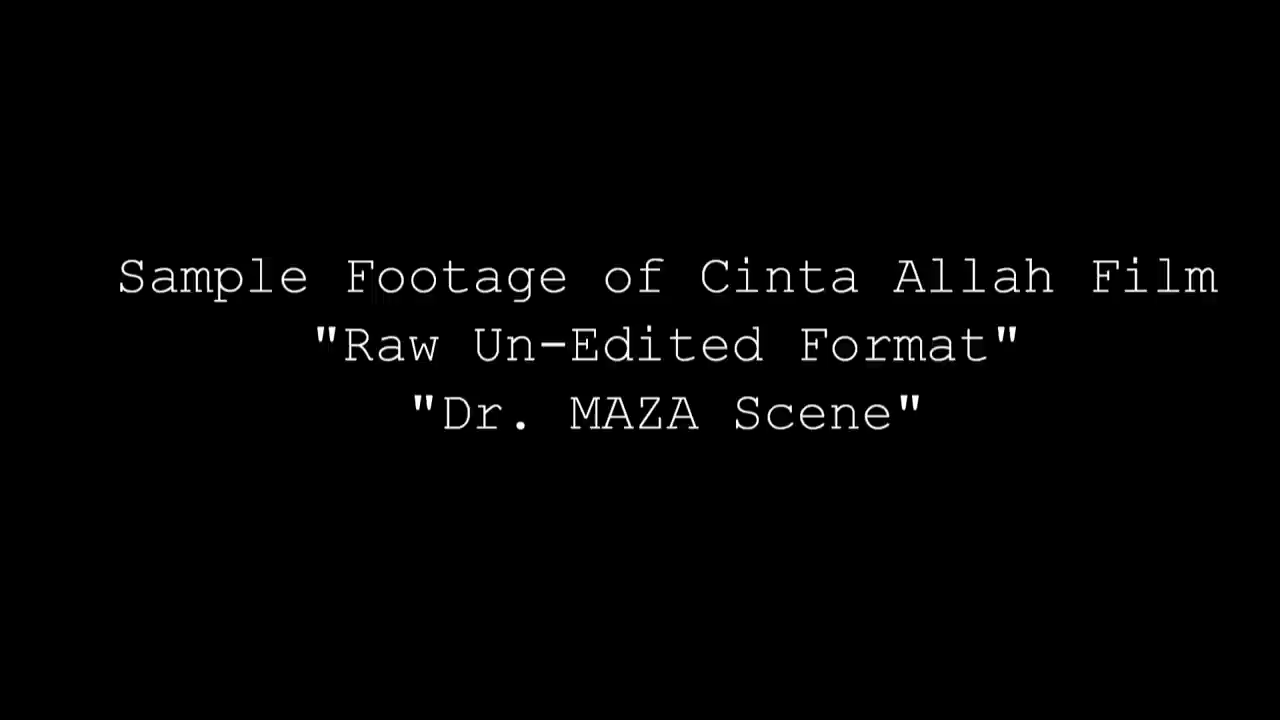 Sample Footage of Cinta Allah Film
"Raw Un-Edited Format"
"Dr. MAZA Scene"